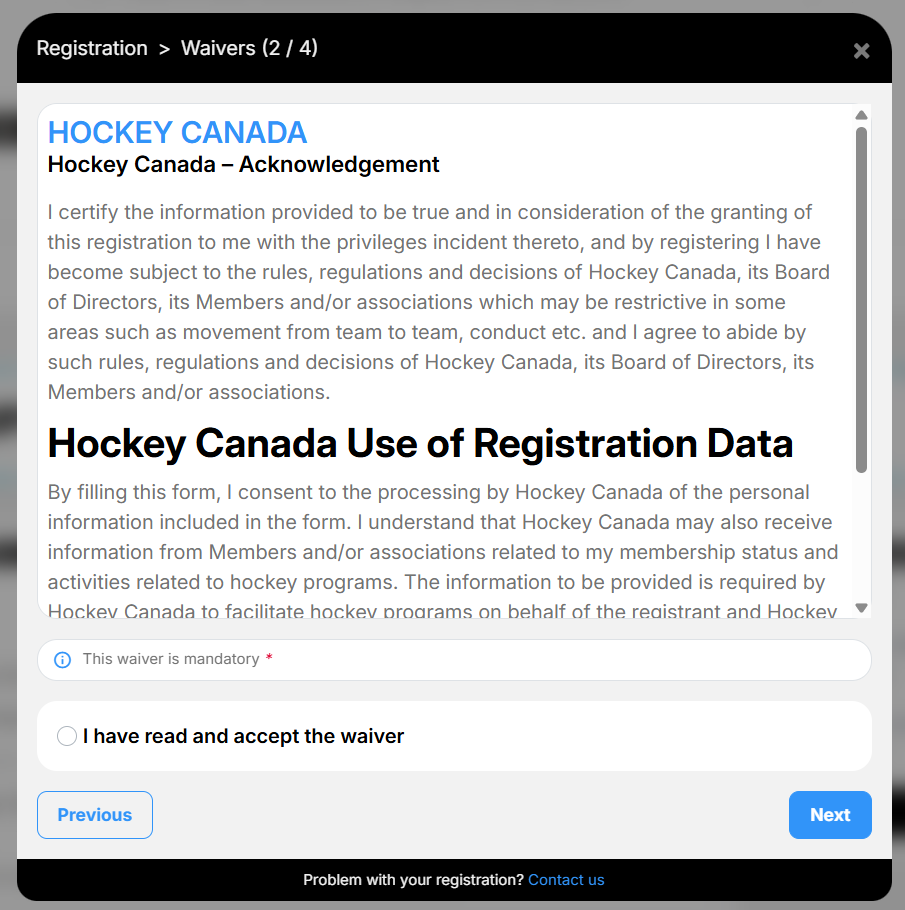 Registration > Waivers (2 / 4)
HOCKEY CANADA
Hockey Canada – Acknowledgement
I certify the information provided to be true and in consideration of the granting of
this registration to me with the privileges incident thereto, and by registering I have
become subject to the rules, regulations and decisions of Hockey Canada, its Board
of Directors, its Members and/or associations which may be restrictive in some
areas such as movement from team to team, conduct etc. and I agree to abide by
such rules, regulations and decisions of Hockey Canada, its Board of Directors, its
Members and/or associations.
Hockey Canada Use of Registration Data
By filling this form, I consent to the processing by Hockey Canada of the personal
information included in the form. I understand that Hockey Canada may also receive
information from Members and/or associations related to my membership status and
activities related to hockey programs. The information to be provided is required by
Hockey Canada to facilitate hockey programs on behalf of the registrant and Hockey
This waiver is mandatory *
I have read and accept the waiver
Previous
Next
Problem with your registration? Contact us